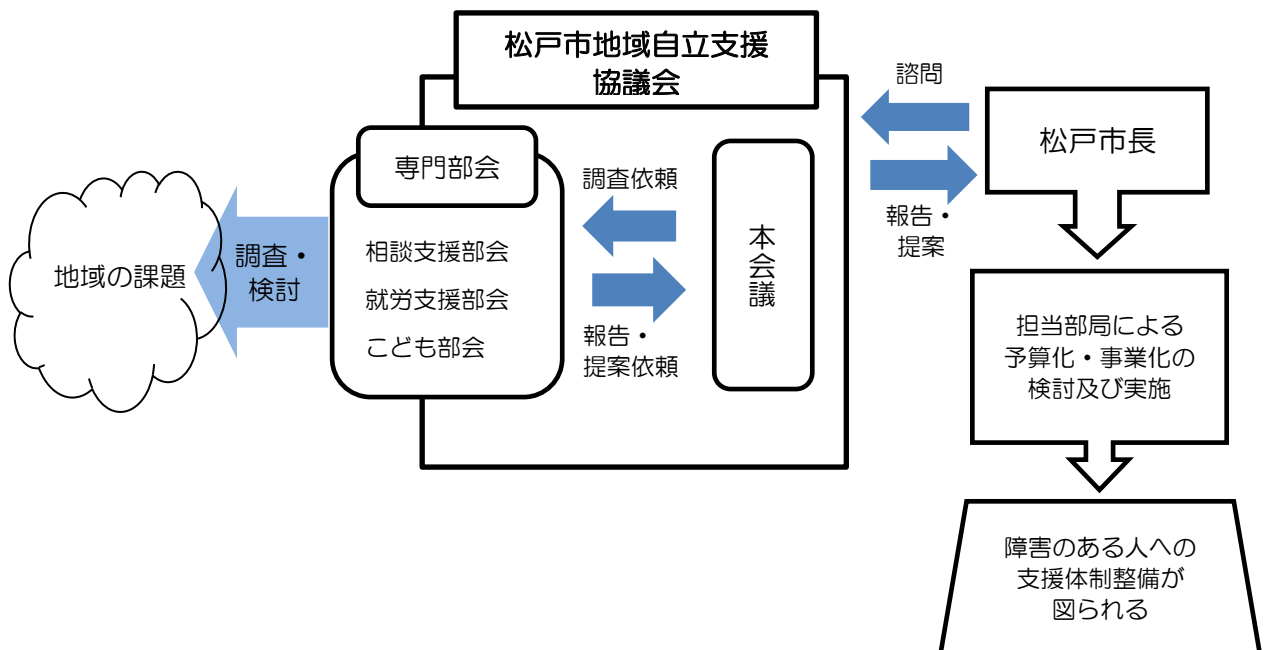 松戸市地域自立支援
協議会
専門部会
相談支援部会
就労支援部会
こども部会
地域の課題
調査・
検討
調査依頼
報告・
提案依頼
本会議
諮問
報告・
提案
松戸市長
担当部局による
予算化・事業化の
検討及び実施
障害のある人への
支援体制整備が
図られる